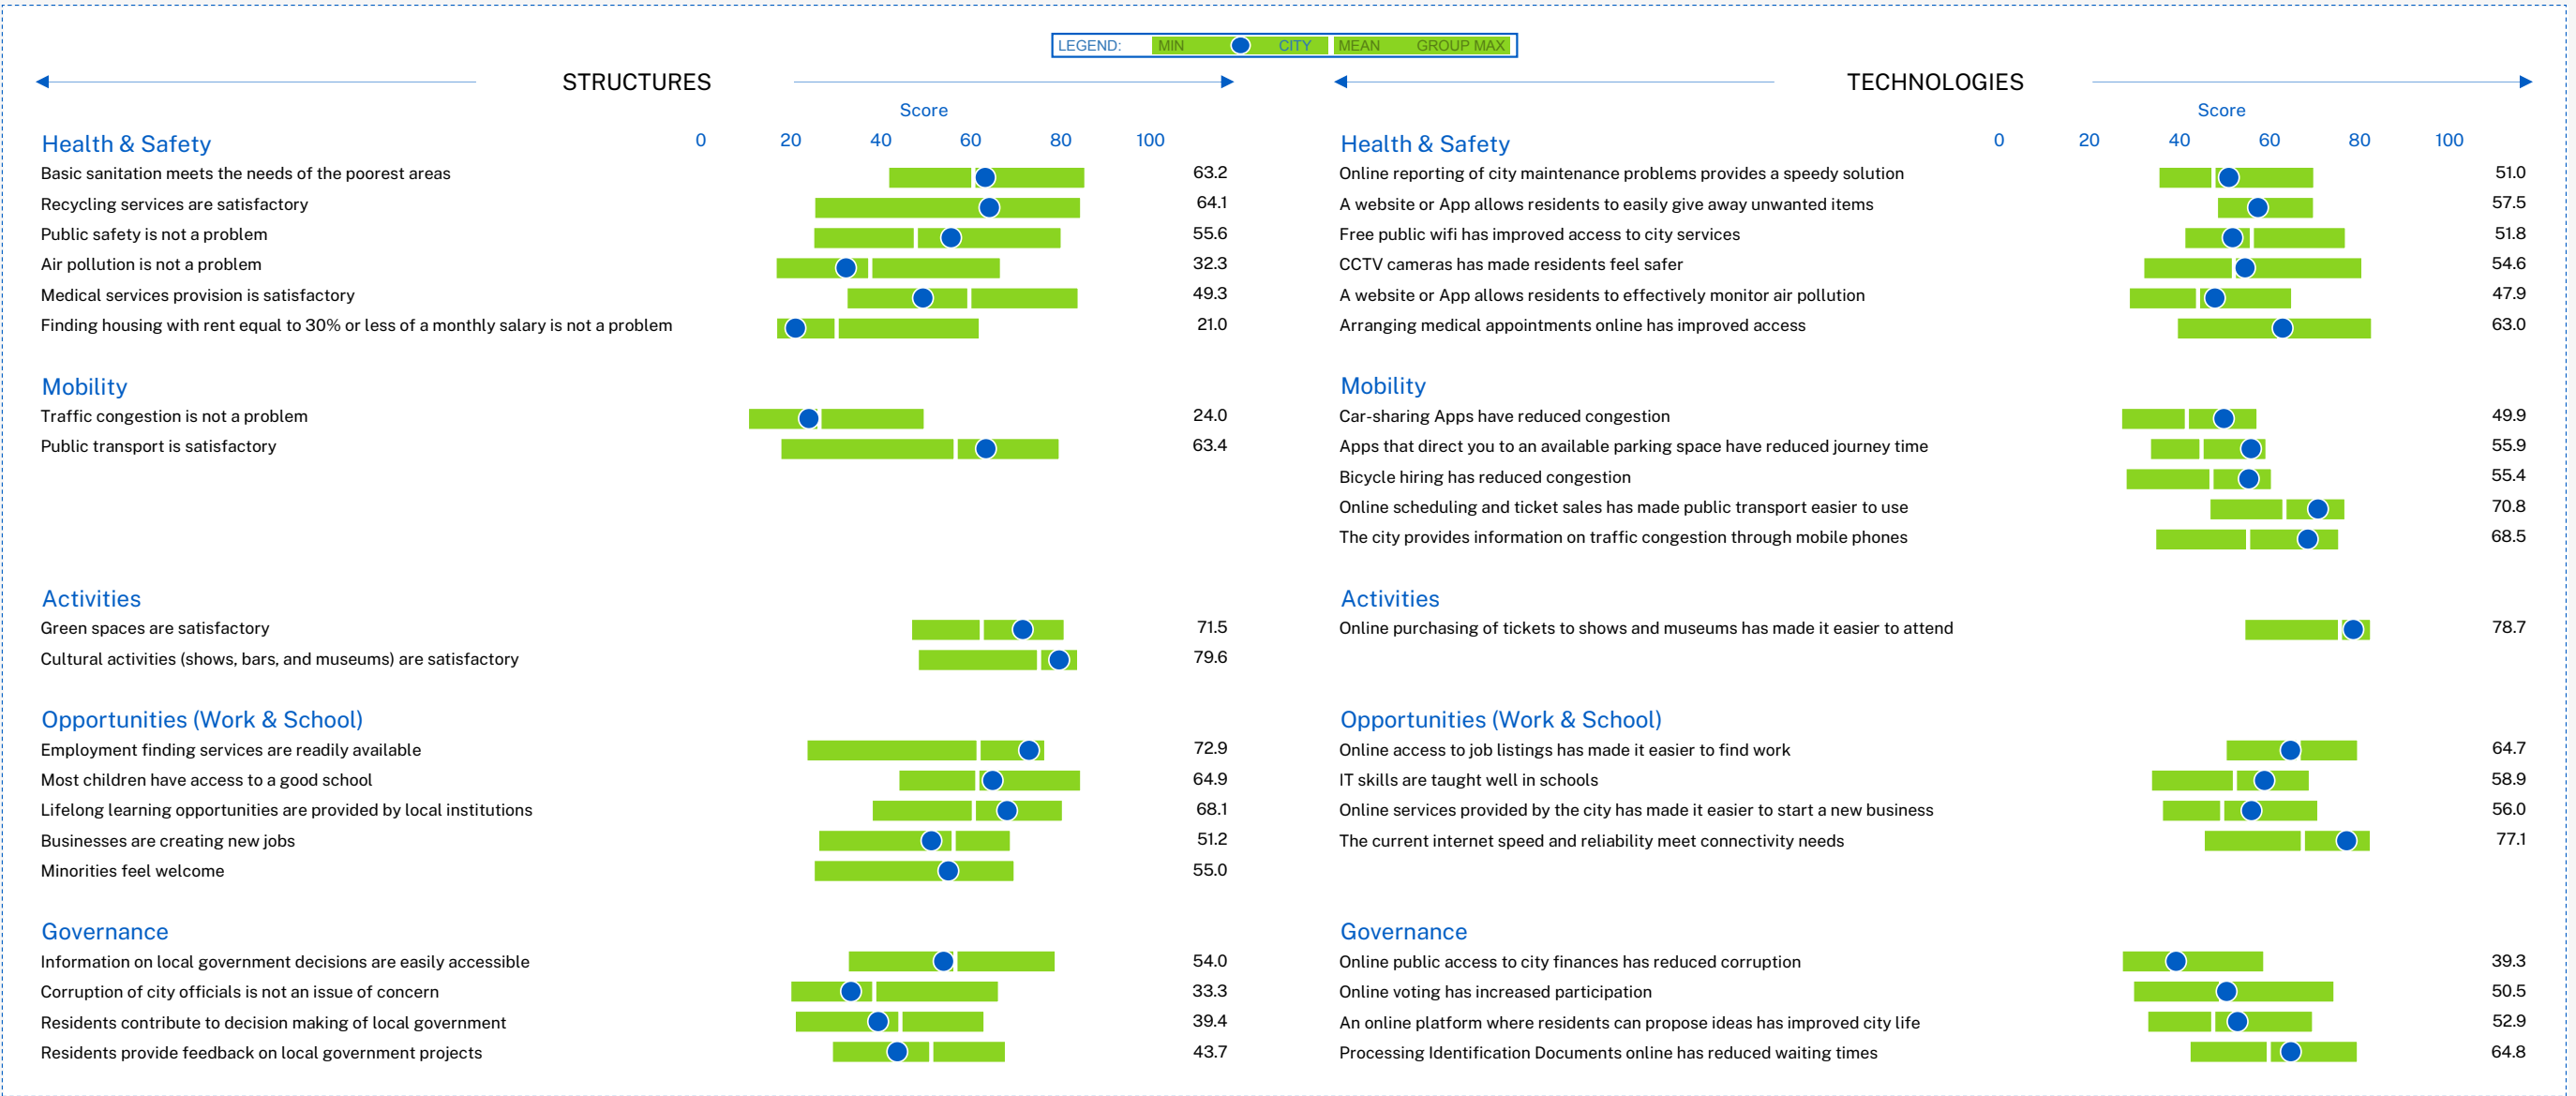 LEGEND: MIN CITY MEAN GROUP MAX
STRUCTURES
Score
Health & Safety 0 20 40 60 80 100
Basic sanitation meets the needs of the poorest areas 63.2
Recycling services are satisfactory 64.1
Public safety is not a problem 55.6
Air pollution is not a problem 32.3
Medical services provision is satisfactory 49.3
Finding housing with rent equal to 30% or less of a monthly salary is not a problem 21.0
Mobility
Traffic congestion is not a problem 24.0
Public transport is satisfactory 63.4
Activities
Green spaces are satisfactory 71.5
Cultural activities (shows, bars, and museums) are satisfactory 79.6
Opportunities (Work & School)
Employment finding services are readily available 72.9
Most children have access to a good school 64.9
Lifelong learning opportunities are provided by local institutions 68.1
Businesses are creating new jobs 51.2
Minorities feel welcome 55.0
Governance
Information on local government decisions are easily accessible 54.0
Corruption of city officials is not an issue of concern 33.3
Residents contribute to decision making of local government 39.4
Residents provide feedback on local government projects 43.7
TECHNOLOGIES
Score
Health & Safety 0 20 40 60 80 100
Online reporting of city maintenance problems provides a speedy solution 51.0
A website or App allows residents to easily give away unwanted items 57.5
Free public wifi has improved access to city services 51.8
CCTV cameras has made residents feel safer 54.6
A website or App allows residents to effectively monitor air pollution 47.9
Arranging medical appointments online has improved access 63.0
Mobility
Car-sharing Apps have reduced congestion 49.9
Apps that direct you to an available parking space have reduced journey time 55.9
Bicycle hiring has reduced congestion 55.4
Online scheduling and ticket sales has made public transport easier to use 70.8
The city provides information on traffic congestion through mobile phones 68.5
Activities
Online purchasing of tickets to shows and museums has made it easier to attend 78.7
Opportunities (Work & School)
Online access to job listings has made it easier to find work 64.7
IT skills are taught well in schools 58.9
Online services provided by the city has made it easier to start a new business 56.0
The current internet speed and reliability meet connectivity needs 77.1
Governance
Online public access to city finances has reduced corruption 39.3
Online voting has increased participation 50.5
An online platform where residents can propose ideas has improved city life 52.9
Processing Identification Documents online has reduced waiting times 64.8